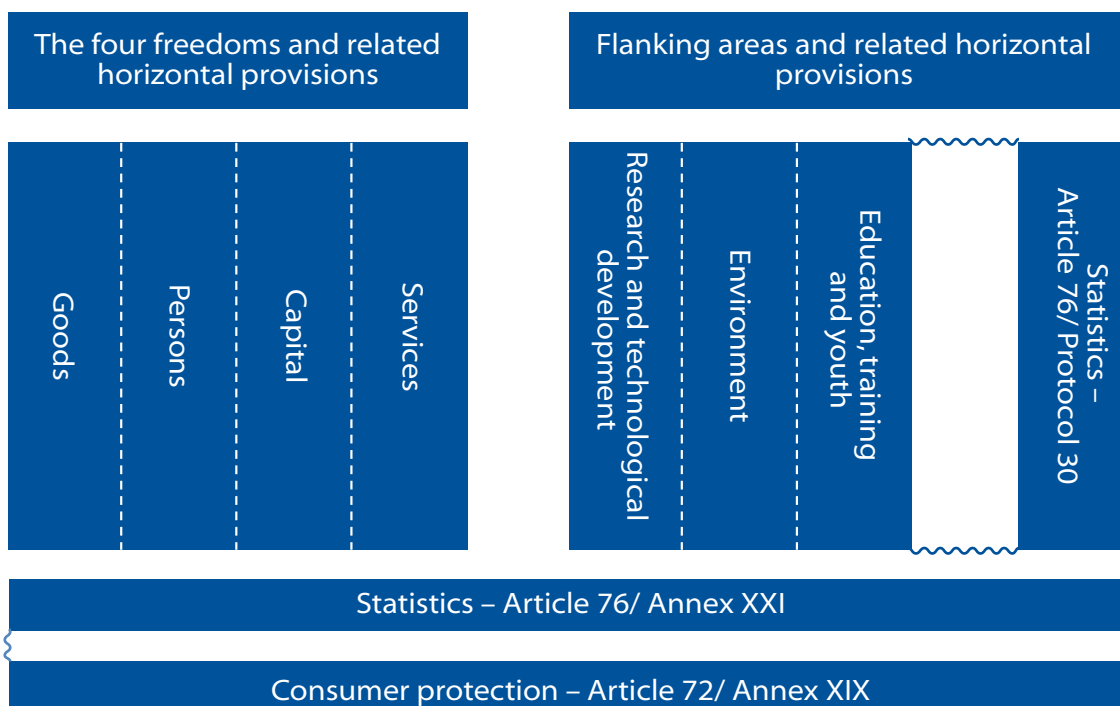 The four freedoms and related
horizontal provisions
Flanking areas and related horizontal
provisions
Goods
Persons
Capital
Services
Research and technological
development
Environment
Education, training
and youth
Statistics –
Article 76/ Protocol 30
Statistics – Article 76/ Annex XXI
Consumer protection – Article 72/ Annex XIX